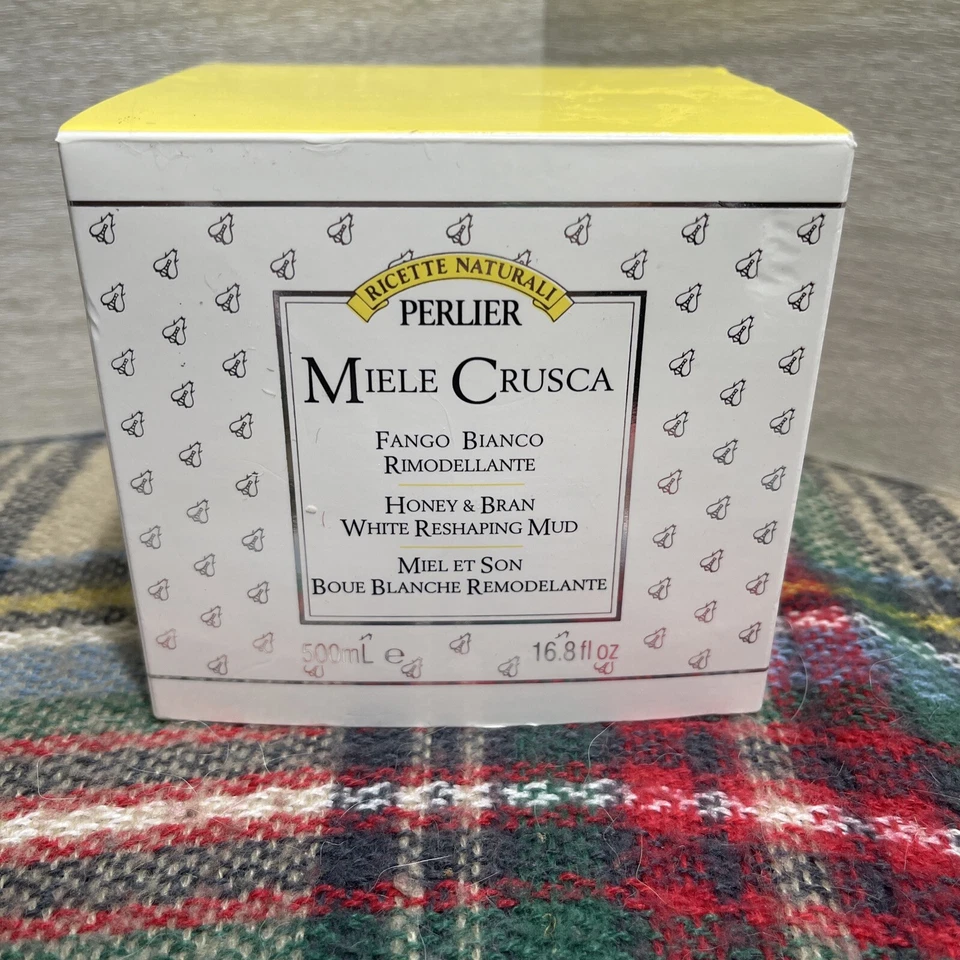 RICETTE NATURALI
PERLIER
MIELE CRUSCA
FANGO BIANCO
RIMODELLANTE
HONEY & BRAN
WHITE RESHAPING MUD
MIEL ET SON
BOUE BLANCHE REMODELANTE
500mL e 16.8 fl oz